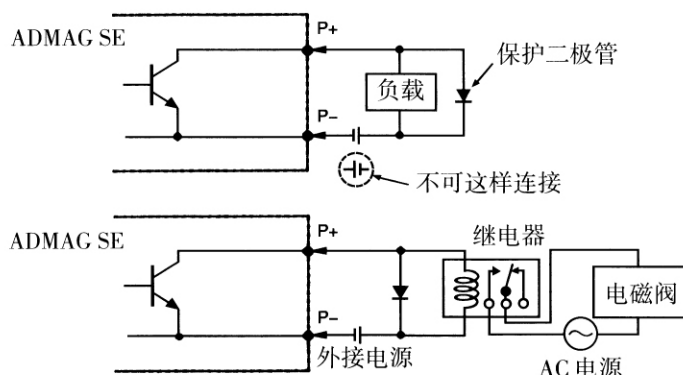 ADMAG SE
P+
保护二极管
负载
P-
不可这样连接
ADMAG SE
P+
继电器
电磁阀
P-
外接电源
AC 电源